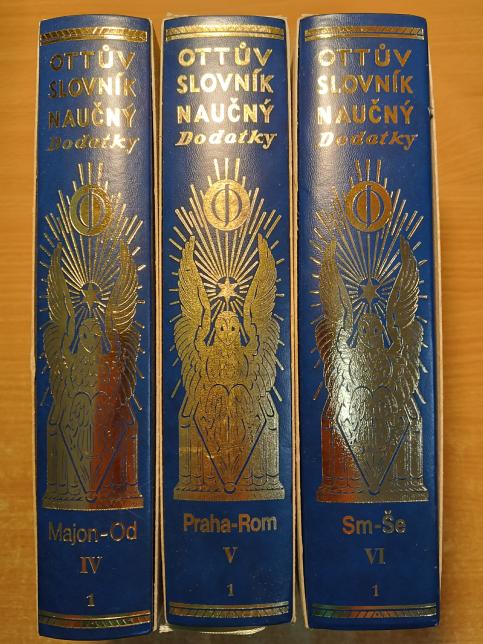 OTTŮV
SLOVNÍK
NAUČNÝ
Dodatky
Majon-Od
IV
1
OTTŮV
SLOVNÍK
NAUČNÝ
Dodatky
Praha-Rom
V
1
OTTŮV
SLOVNÍK
NAUČNÝ
Dodatky
Sm-Še
VI
1